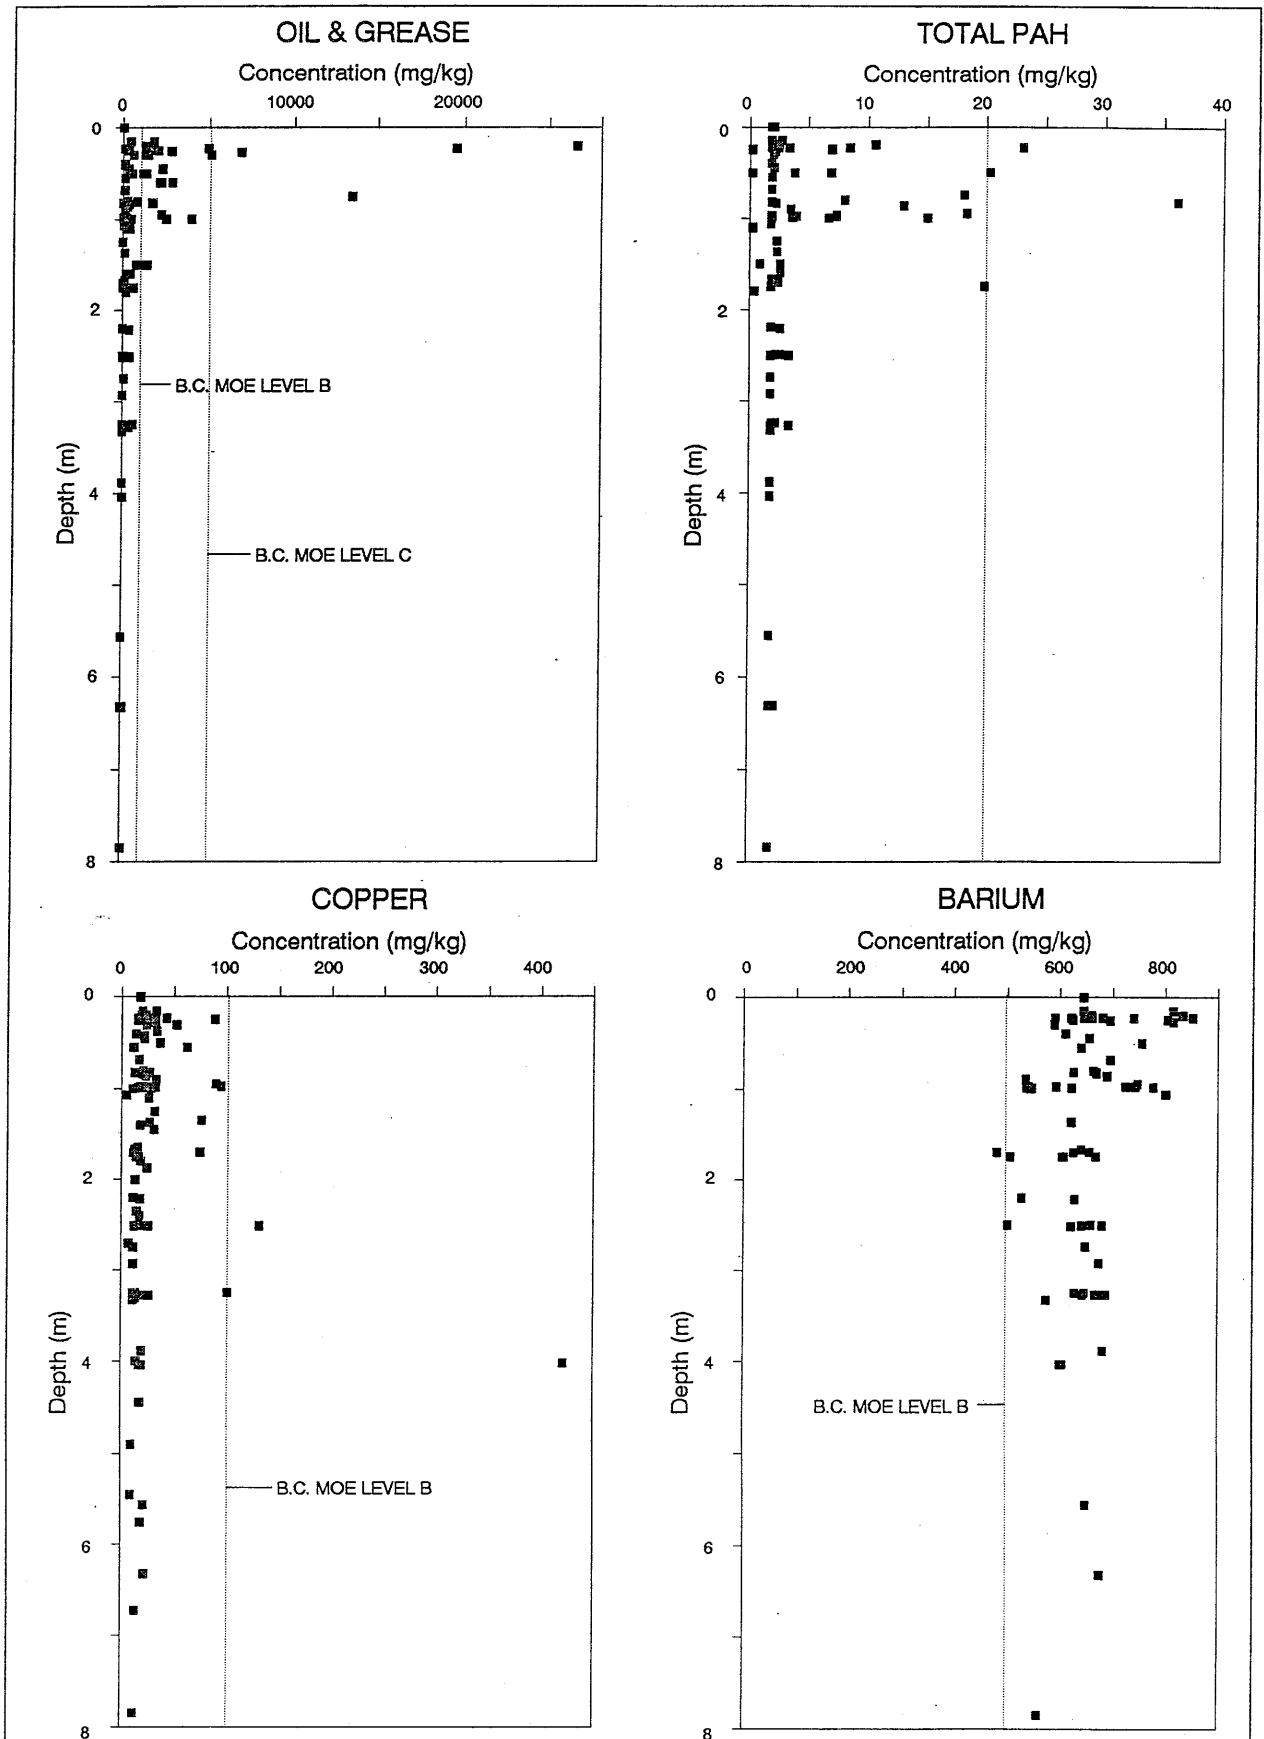 OIL & GREASE
Concentration (mg/kg)
0 10000 20000
0
2
4
6
8
Depth (m)
B.C. MOE LEVEL B
B.C. MOE LEVEL C
TOTAL PAH
Concentration (mg/kg)
0 10 20 30 40
0
2
4
6
8
Depth (m)
COPPER
Concentration (mg/kg)
0 100 200 300 400
0
2
4
6
8
Depth (m)
B.C. MOE LEVEL B
BARIUM
Concentration (mg/kg)
0 200 400 600 800
0
2
4
6
8
Depth (m)
B.C. MOE LEVEL B